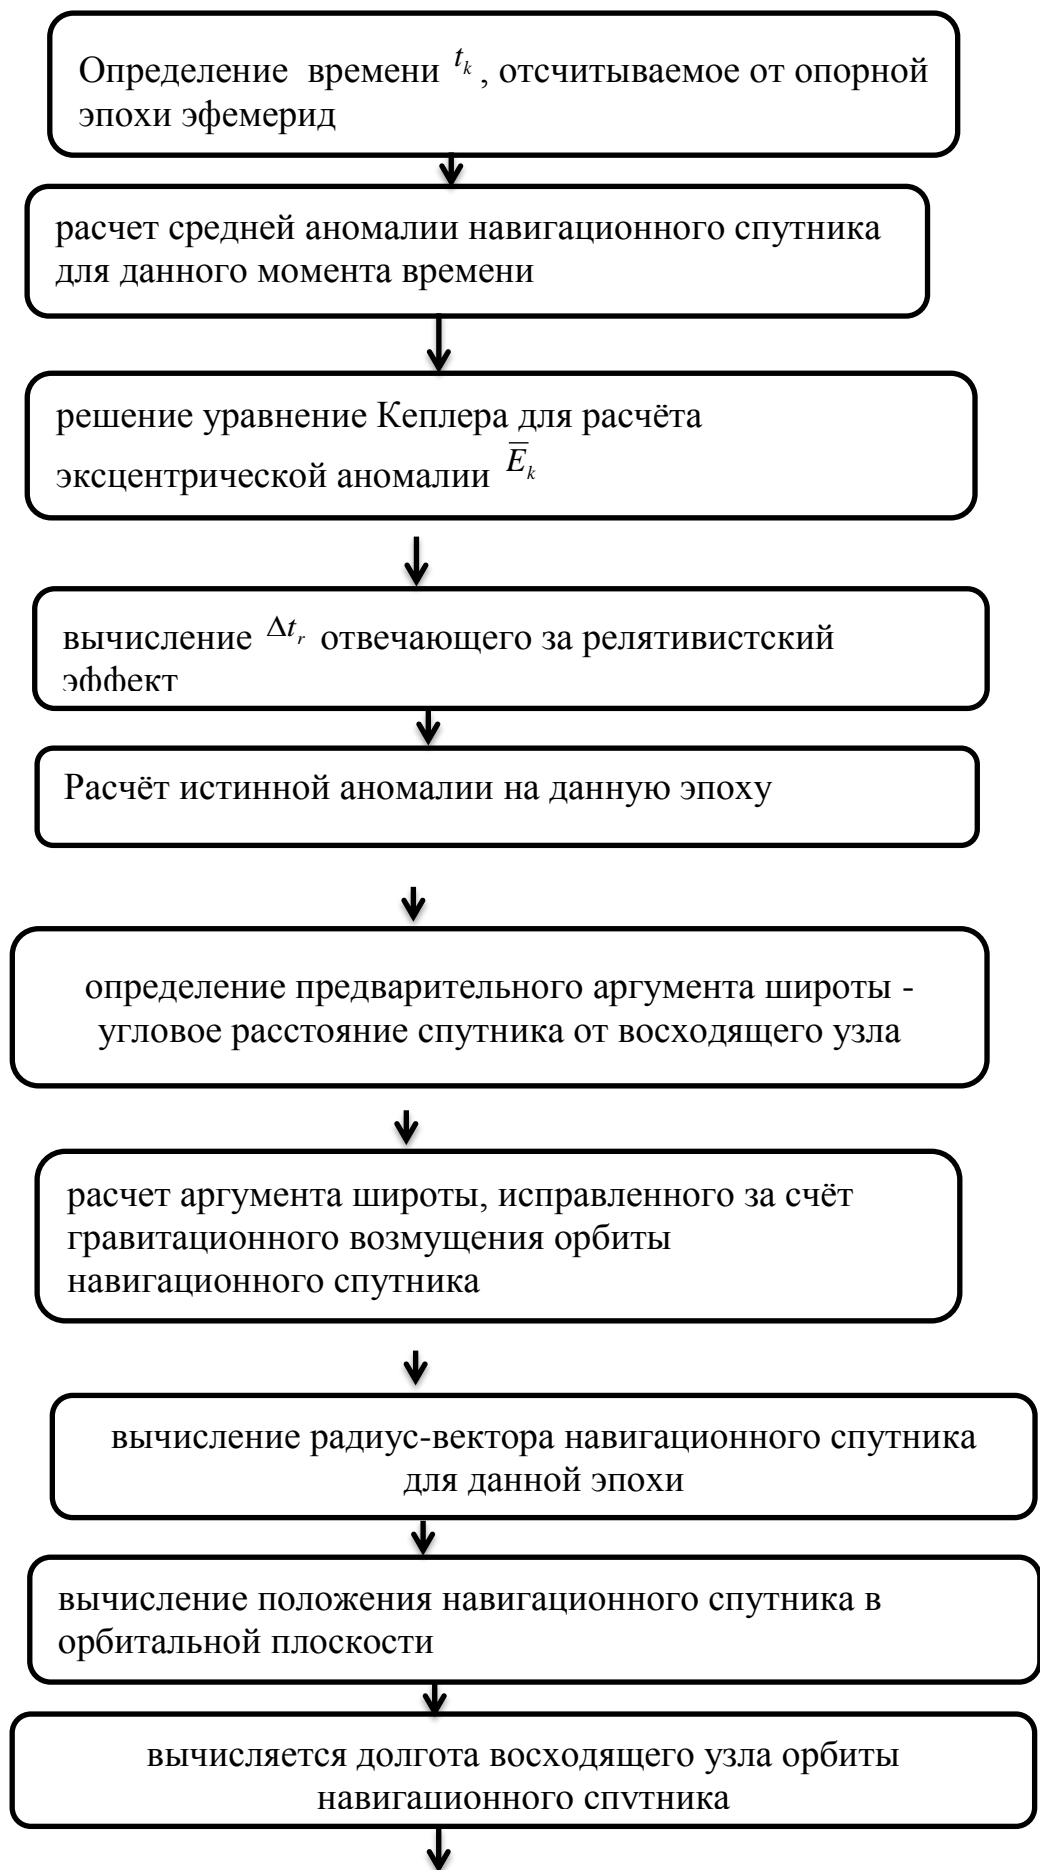 Определение времени t_k, отсчитываемое от опорной
эпохи эфемерид
расчет средней аномалии навигационного спутника
для данного момента времени
решение уравнение Кеплера для расчёта
эксцентрической аномалии E̅_k
вычисление Δt_r отвечающего за релятивистский
эффект
Расчёт истинной аномалии на данную эпоху
определение предварительного аргумента широты -
угловое расстояние спутника от восходящего узла
расчет аргумента широты, исправленного за счёт
гравитационного возмущения орбиты
навигационного спутника
вычисление радиус-вектора навигационного спутника
для данной эпохи
вычисление положения навигационного спутника в
орбитальной плоскости
вычисляется долгота восходящего узла орбиты
навигационного спутника